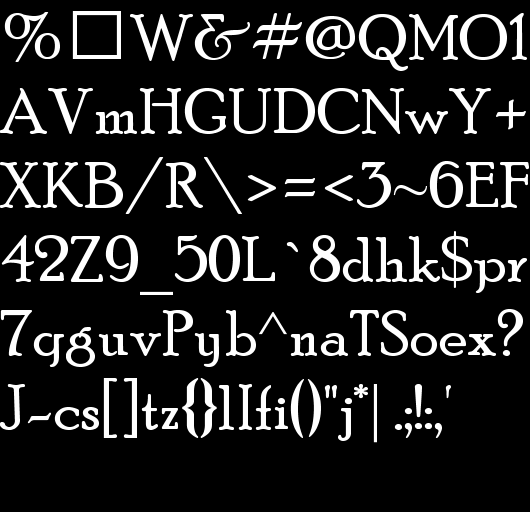 %□W&#@QMO1
AVmHGUDCNwY+
XKB/R\>=<3~6EF
42Z9_50L`8dhk$pr
7qguvPyb^naTSoex?
J-cs[]tz{}lIfi()"j*| .;!:,'